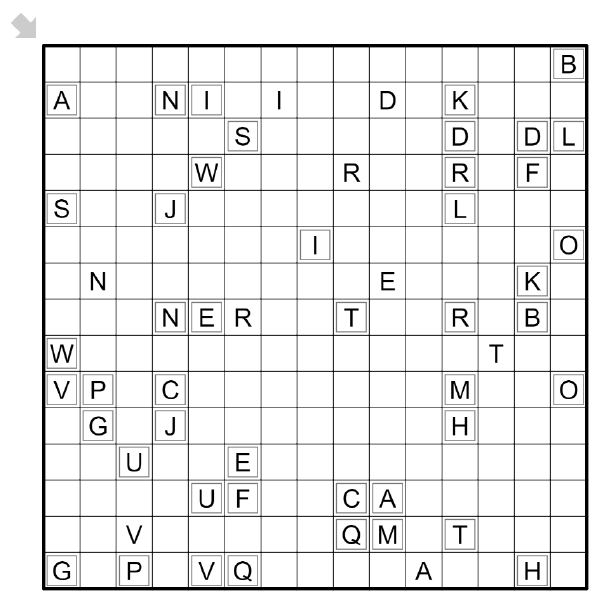 B
A N I I D K
S D D L
W R R F
S J L
I O
N E K
N E R T R B
W T
V P C M O
G J H
U E
U F C A
V Q M T
G P V Q A H